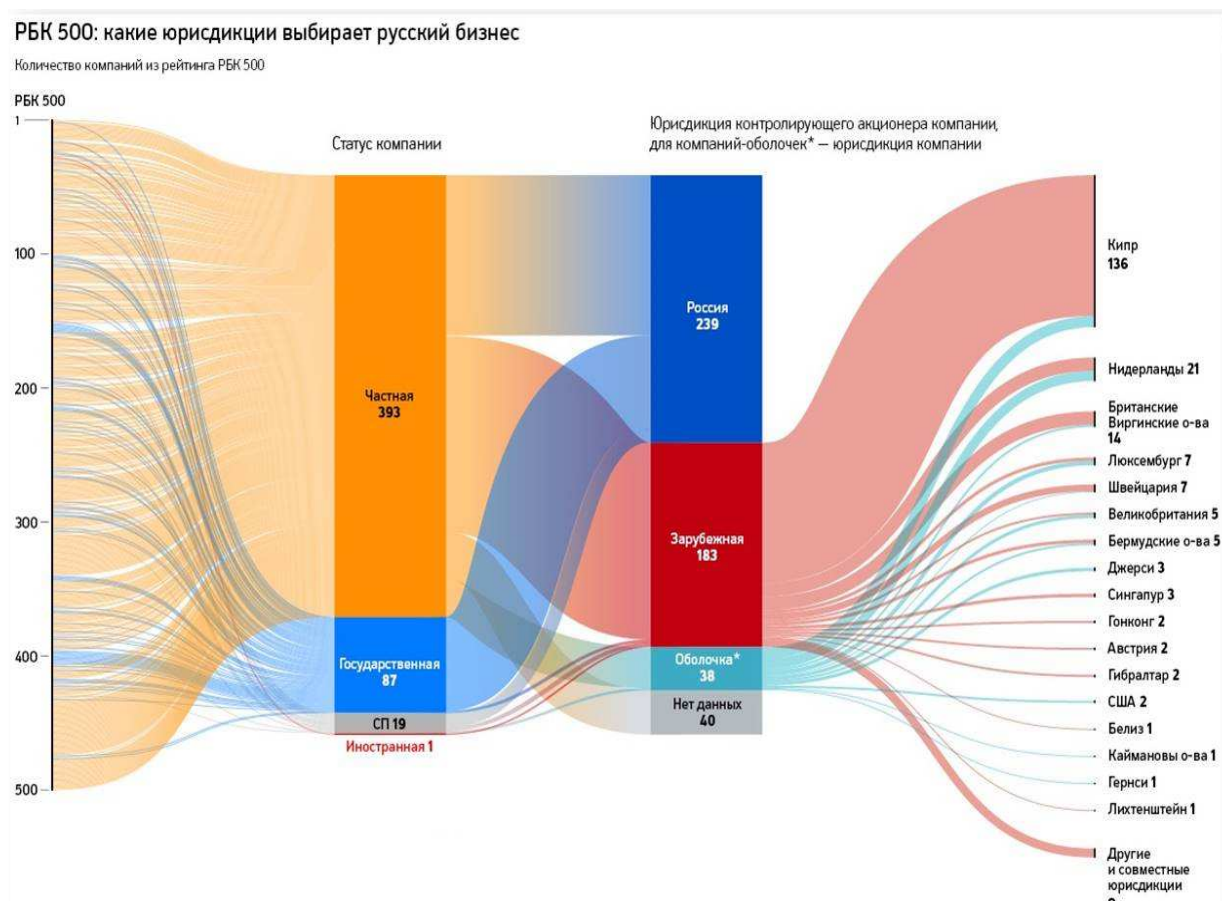 РБК 500: какие юрисдикции выбирает русский бизнес
Количество компаний из рейтинга РБК 500
РБК 500
1
100
200
300
400
500
Статус компании
Частная
393
Государственная
87
СП 19
Иностранная 1
Юрисдикция контролирующего акционера компании,
для компаний-оболочек* — юрисдикция компании
Россия
239
Зарубежная
183
Оболочка*
38
Нет данных
40
Кипр
136
Нидерланды 21
Британские
Виргинские о-ва
14
Люксембург 7
Швейцария 7
Великобритания 5
Бермудские о-ва 5
Джерси 3
Сингапур 3
Гонконг 2
Австрия 2
Гибралтар 2
США 2
Белиз 1
Каймановы о-ва 1
Гернси 1
Лихтенштейн 1
Другие
и совместные
юрисдикции